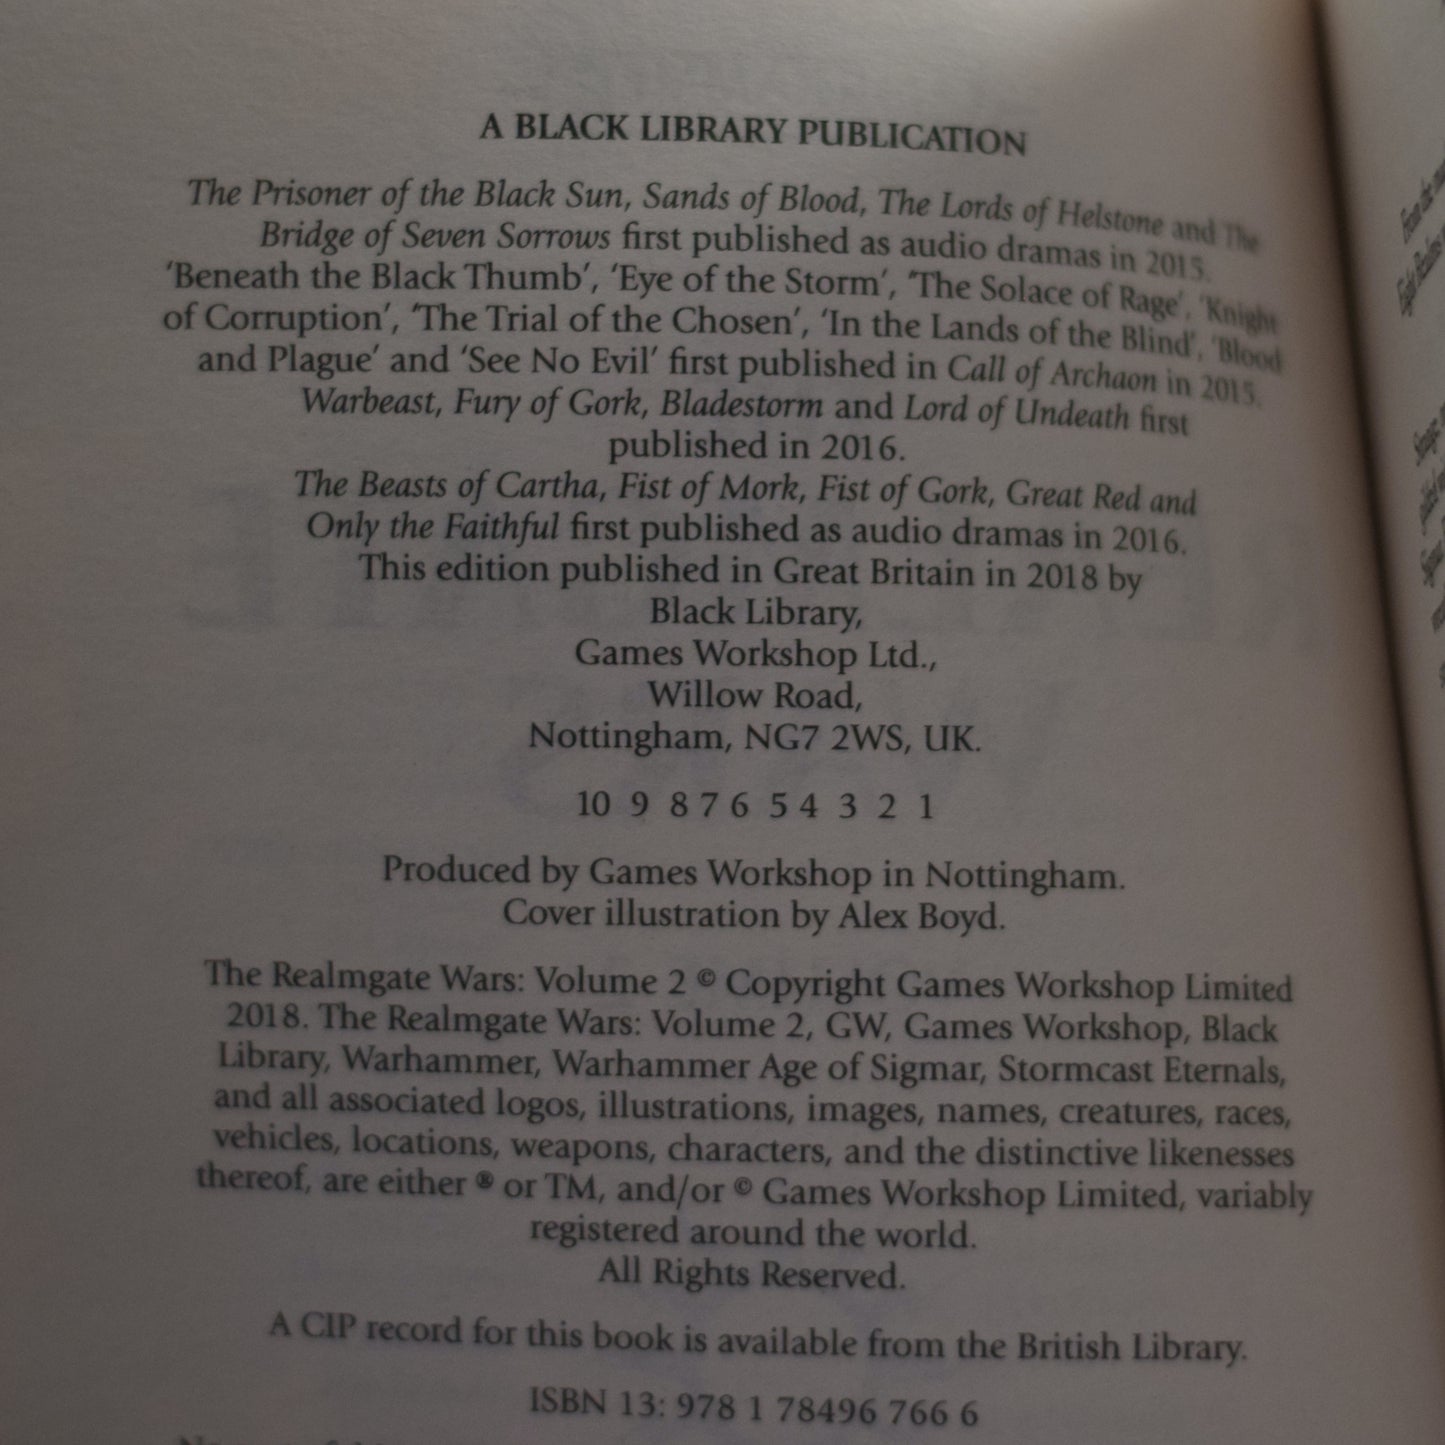 A BLACK LIBRARY PUBLICATION
The Prisoner of the Black Sun, Sands of Blood, The Lords of Helstone and The
Bridge of Seven Sorrows first published as audio dramas in 2015.
'Beneath the Black Thumb', 'Eye of the Storm', 'The Solace of Rage', 'Knight
of Corruption', 'The Trial of the Chosen', 'In the Lands of the Blind', 'Blood
and Plague' and 'See No Evil' first published in Call of Archaon in 2015.
Warbeast, Fury of Gork, Bladestorm and Lord of Undeath first
published in 2016.
The Beasts of Cartha, Fist of Mork, Fist of Gork, Great Red and
Only the Faithful first published as audio dramas in 2016.
This edition published in Great Britain in 2018 by
Black Library,
Games Workshop Ltd.,
Willow Road,
Nottingham, NG7 2WS, UK.
10 9 8 7 6 5 4 3 2 1
Produced by Games Workshop in Nottingham.
Cover illustration by Alex Boyd.
The Realmgate Wars: Volume 2 © Copyright Games Workshop Limited
2018. The Realmgate Wars: Volume 2, GW, Games Workshop, Black
Library, Warhammer, Warhammer Age of Sigmar, Stormcast Eternals,
and all associated logos, illustrations, images, names, creatures, races,
vehicles, locations, weapons, characters, and the distinctive likenesses
thereof, are either ® or TM, and/or © Games Workshop Limited, variably
registered around the world.
All Rights Reserved.
A CIP record for this book is available from the British Library.
ISBN 13: 978 1 78496 766 6
From the
Eight Realms